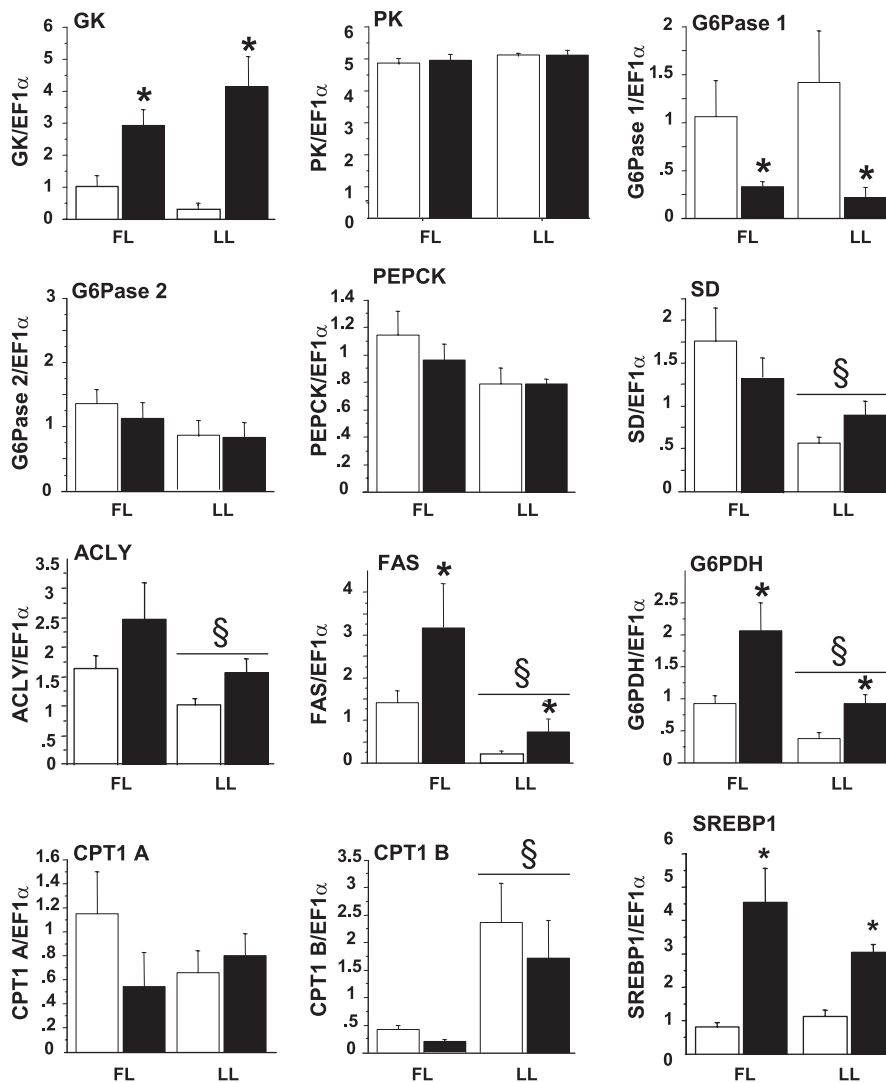 GK
GK/EF1α
6
5
4
3
2
1
0
*
*
FL
LL
PK
PK/EF1α
6
5
4
3
2
1
0
FL
LL
G6Pase 1
G6Pase 1/EF1α
2
1.5
1
.5
0
*
*
FL
LL
G6Pase 2
G6Pase 2/EF1α
3
2
1
0
FL
LL
PEPCK
PEPCK/EF1α
1.4
1.2
1
.8
.6
.4
.2
0
FL
LL
SD
SD/EF1α
2
1.5
1
.5
0
§
FL
LL
ACLY
ACLY/EF1α
3.5
3
2.5
2
1.5
1
.5
0
§
FL
LL
FAS
FAS/EF1α
4
3
2
1
0
*
§
*
FL
LL
G6PDH
G6PDH/EF1α
2.5
2
1.5
1
.5
0
*
§
*
FL
LL
CPT1 A
CPT1 A/EF1α
1.6
1.4
1.2
1
.8
.6
.4
.2
0
FL
LL
CPT1 B
CPT1 B/EF1α
3.5
3
2.5
2
1.5
1
.5
0
§
FL
LL
SREBP1
SREBP1/EF1α
6
5
4
3
2
1
0
*
*
FL
LL